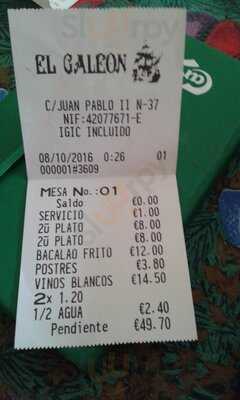 EL GALEON
C/JUAN PABLO II N-37
NIF:42077671-E
IGIC INCLUIDO
08/10/2016 0:26 01
000001#3609
MESA No.:01
Saldo €0.00
SERVICIO €1.00
2º PLATO €8.00
2º PLATO €8.00
BACALAO FRITO €12.00
POSTRES €3.80
VINOS BLANCOS €14.50
2x 1.20
1/2 AGUA €2.40
Pendiente €49.70